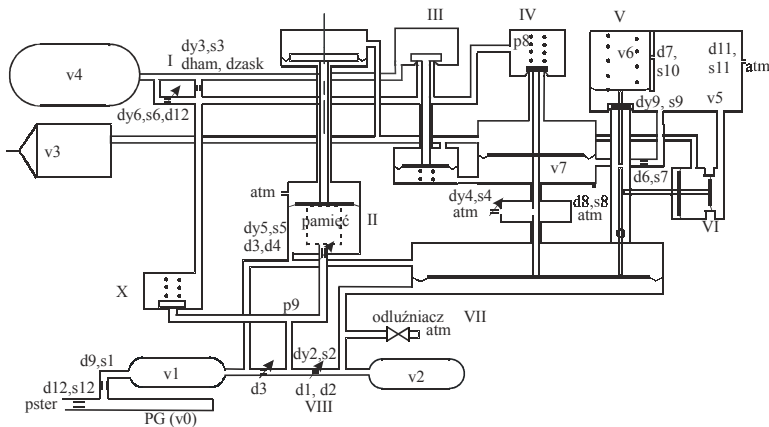 III
IV
V
I
dy3,s3
dham, dzask
p8
v6
d7,
s10
d11,
s11
atm
v4
v5
dy6,s6,d12
dy9, s9
v3
v7
d6,s7
atm
dy4,s4
atm
d8,s8
atm
pamięć
II
dy5,s5
d3,d4
VI
X
p9
odluźniacz
atm
VII
d9,s1
dy2,s2
v1
d3
d1, d2
v2
VIII
d12,s12
pster
PG (v0)